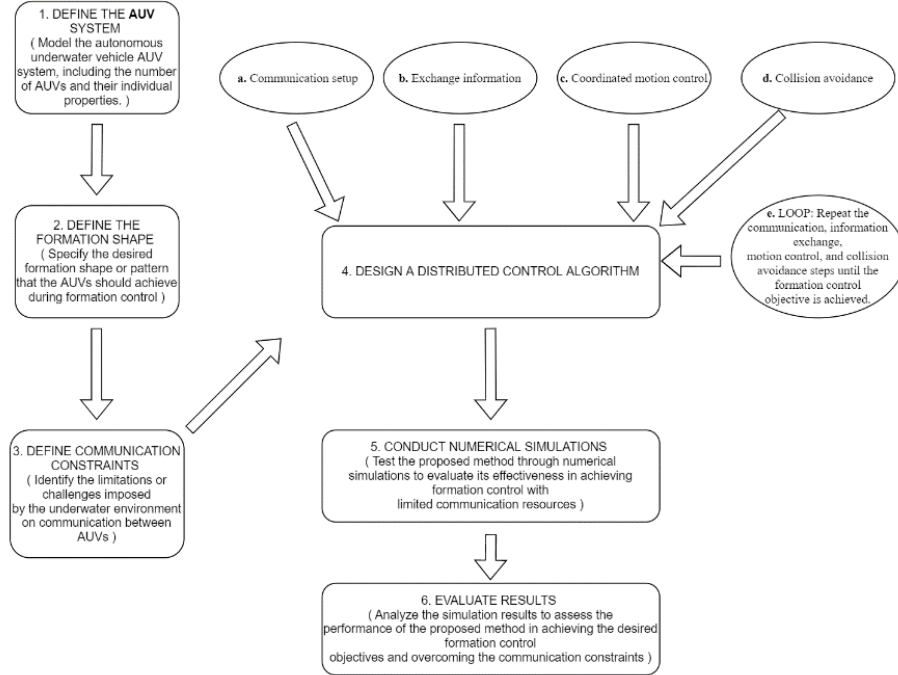 1. DEFINE THE AUV
SYSTEM
( Model the autonomous
underwater vehicle AUV
system, including the number
of AUVs and their individual
properties. )
a. Communication setup
b. Exchange information
c. Coordinated motion control
d. Collision avoidance
2. DEFINE THE
FORMATION SHAPE
( Specify the desired
formation shape or pattern
that the AUVs should achieve
during formation control )
4. DESIGN A DISTRIBUTED CONTROL ALGORITHM
e. LOOP: Repeat the
communication, information
exchange,
motion control, and collision
avoidance steps until the
formation control
objective is achieved.
3. DEFINE COMMUNICATION
CONSTRAINTS
( Identify the limitations or
challenges imposed
by the underwater environment
on communication between
AUVs )
5. CONDUCT NUMERICAL SIMULATIONS
( Test the proposed method through numerical
simulations to evaluate its effectiveness in achieving
formation control with
limited communication resources )
6. EVALUATE RESULTS
( Analyze the simulation results to assess the
performance of the proposed method in achieving the desired
formation control
objectives and overcoming the communication constraints )